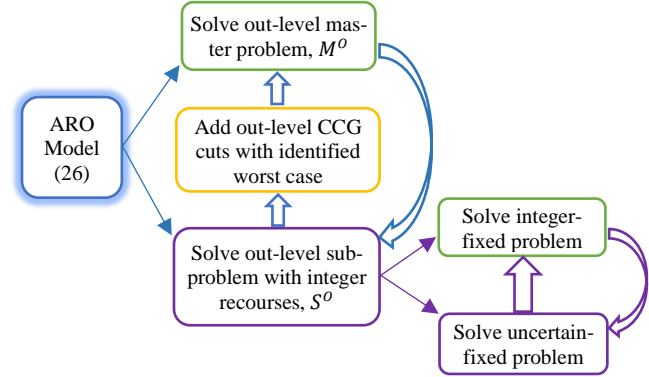 Solve out-level mas-
ter problem, M^O
ARO
Model
(26)
Add out-level CCG
cuts with identified
worst case
Solve out-level sub-
problem with integer
recourses, S^O
Solve integer-
fixed problem
Solve uncertain-
fixed problem